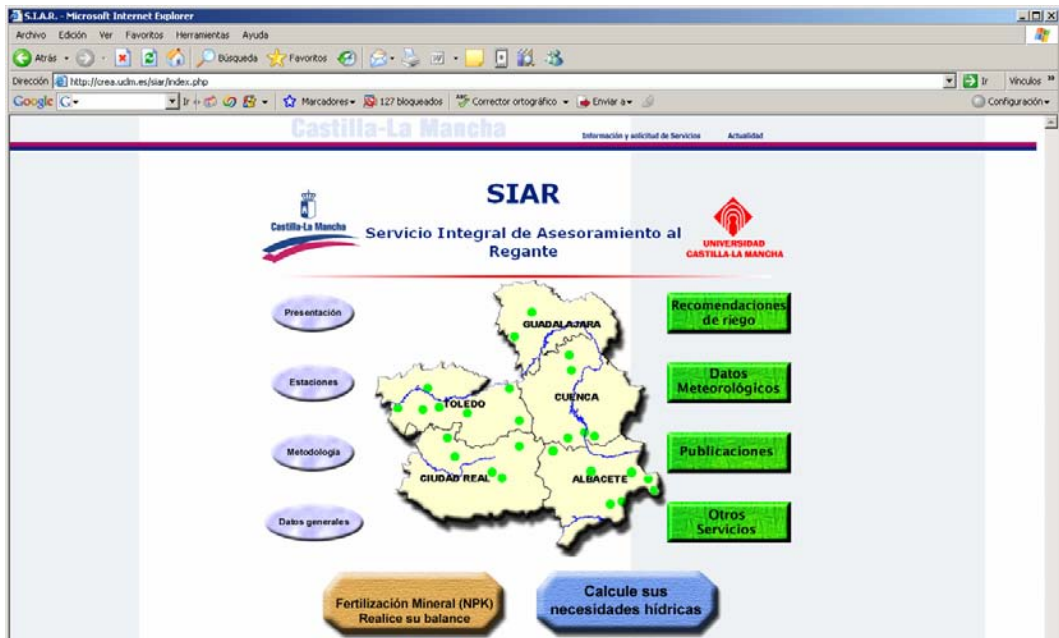 S.I.A.R. - Microsoft Internet Explorer
Archivo Edición Ver Favoritos Herramientas Ayuda
Atrás Búsqueda Favoritos
Dirección http://crea.uclm.es/siar/index.php Ir Vínculos »
Google G Ir Marcadores 127 bloqueados Corrector ortográfico Enviar a Configuración
Castilla-La Mancha
Información y solicitud de Servicios Actualidad
SIAR
Castilla-La Mancha
Servicio Integral de Asesoramiento al
Regante
UNIVERSIDAD
CASTILLA-LA MANCHA
Presentación
Estaciones
Metodología
Datos generales
GUADALAJARA
TOLEDO
CUENCA
CIUDAD REAL
ALBACETE
Recomendaciones
de riego
Datos
Meteorológicos
Publicaciones
Otros
Servicios
Fertilización Mineral (NPK)
Realice su balance
Calcule sus
necesidades hídricas